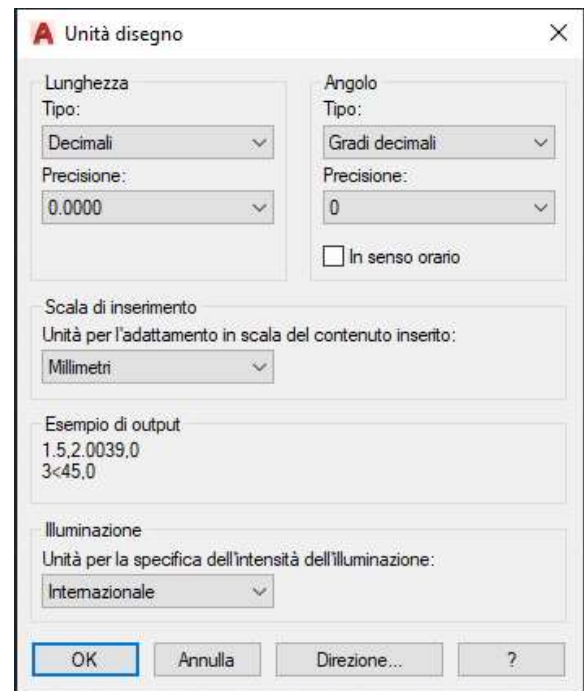 Unità disegno
Lunghezza
Tipo:
Decimali
Precisione:
0.0000
Angolo
Tipo:
Gradi decimali
Precisione:
0
In senso orario
Scala di inserimento
Unità per l'adattamento in scala del contenuto inserito:
Millimetri
Esempio di output
1.5,2.0039,0
3<45,0
Illuminazione
Unità per la specifica dell'intensità dell'illuminazione:
Internazionale
OK
Annulla
Direzione...
?